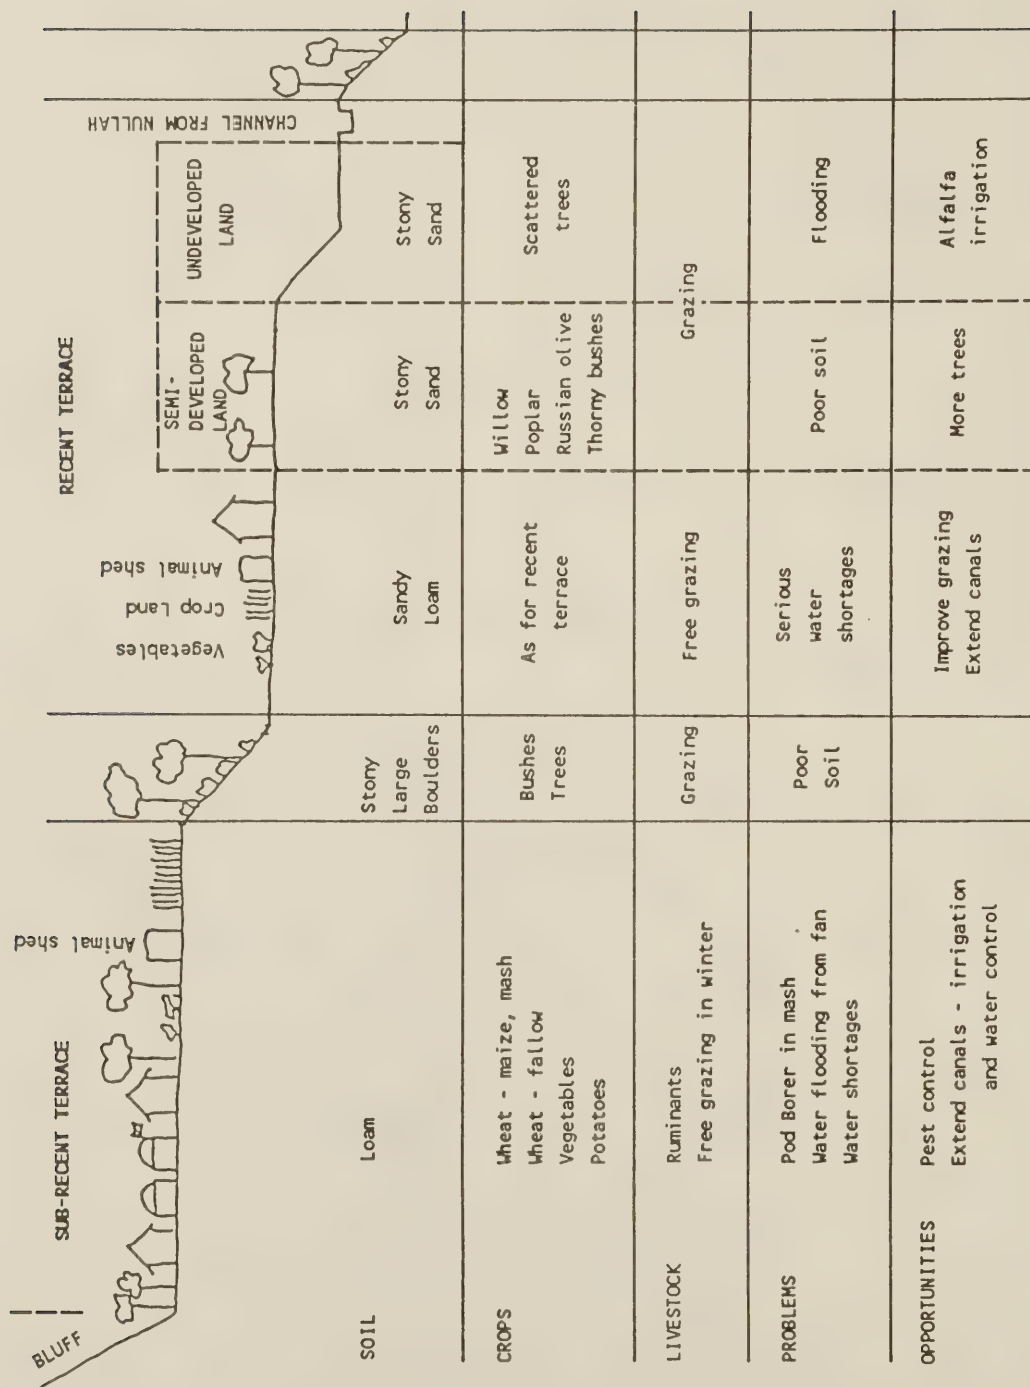 BLUFF
SUB-RECENT TERRACE
Animal shed
RECENT TERRACE
Vegetables
Crop Land
Animal shed
SEMI-
DEVELOPED
LAND
UNDEVELOPED
LAND
CHANNEL FROM NULLAH
SOIL
Loam
Stony
Large
Boulders
Sandy
Loam
Stony
Sand
Stony
Sand
CROPS
Wheat - maize, mash
Wheat - fallow
Vegetables
Potatoes
Bushes
Trees
As for recent
terrace
Willow
Poplar
Russian olive
Thorny bushes
Scattered
trees
LIVESTOCK
Ruminants
Free grazing in winter
Grazing
Free grazing
Grazing
PROBLEMS
Pod Borer in mash
Water flooding from fan
Water shortages
Poor
Soil
Serious
water
shortages
Poor soil
Flooding
OPPORTUNITIES
Pest control
Extend canals - irrigation
and water control
Improve grazing
Extend canals
More trees
Alfalfa
irrigation